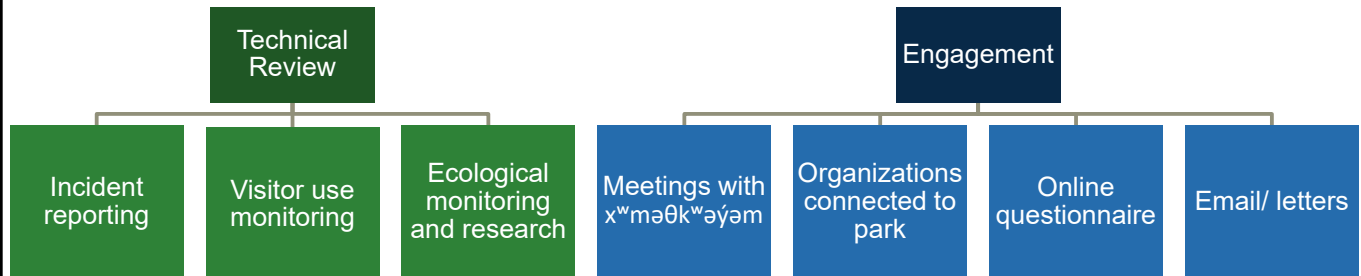 Technical
Review
Engagement
Incident
reporting
Visitor use
monitoring
Ecological
monitoring
and research
Meetings with
xʷməθkʷəy̓əm
Organizations
connected to
park
Online
questionnaire
Email/ letters